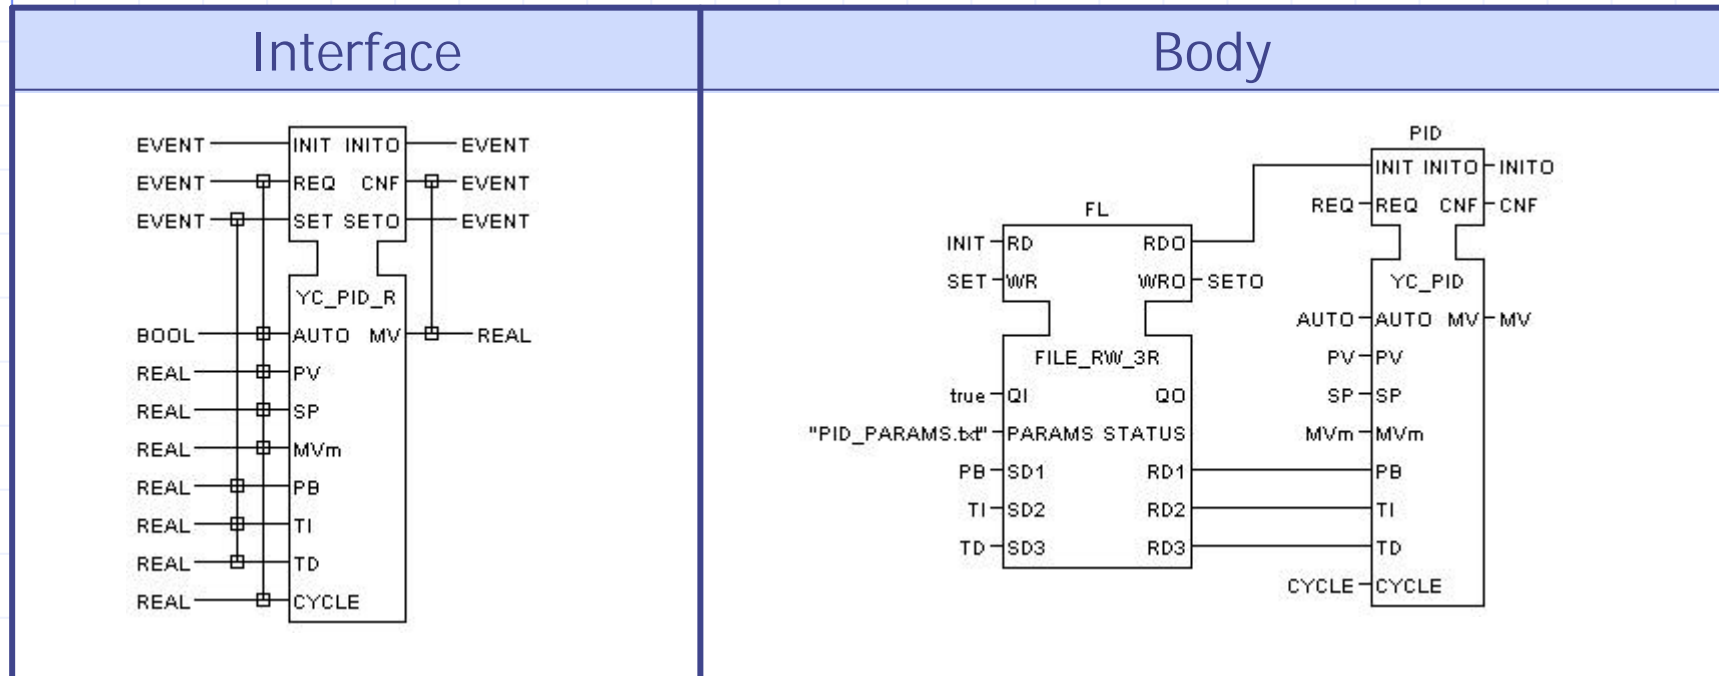 Interface
Body
EVENT INIT INITO EVENT
EVENT REQ CNF EVENT
EVENT SET SETO EVENT
YC_PID_R
BOOL AUTO MV REAL
REAL PV
REAL SP
REAL MVm
REAL PB
REAL TI
REAL TD
REAL CYCLE
FL
INIT RD RDO
SET WR WRO SETO
FILE_RW_3R
true QI QO
"PID_PARAMS.txt" PARAMS STATUS
PB SD1 RD1
TI SD2 RD2
TD SD3 RD3
PID
INIT INITO INITO
REQ REQ CNF CNF
YC_PID
AUTO AUTO MV MV
PV PV
SP SP
MVm MVm
PB
TI
TD
CYCLE CYCLE